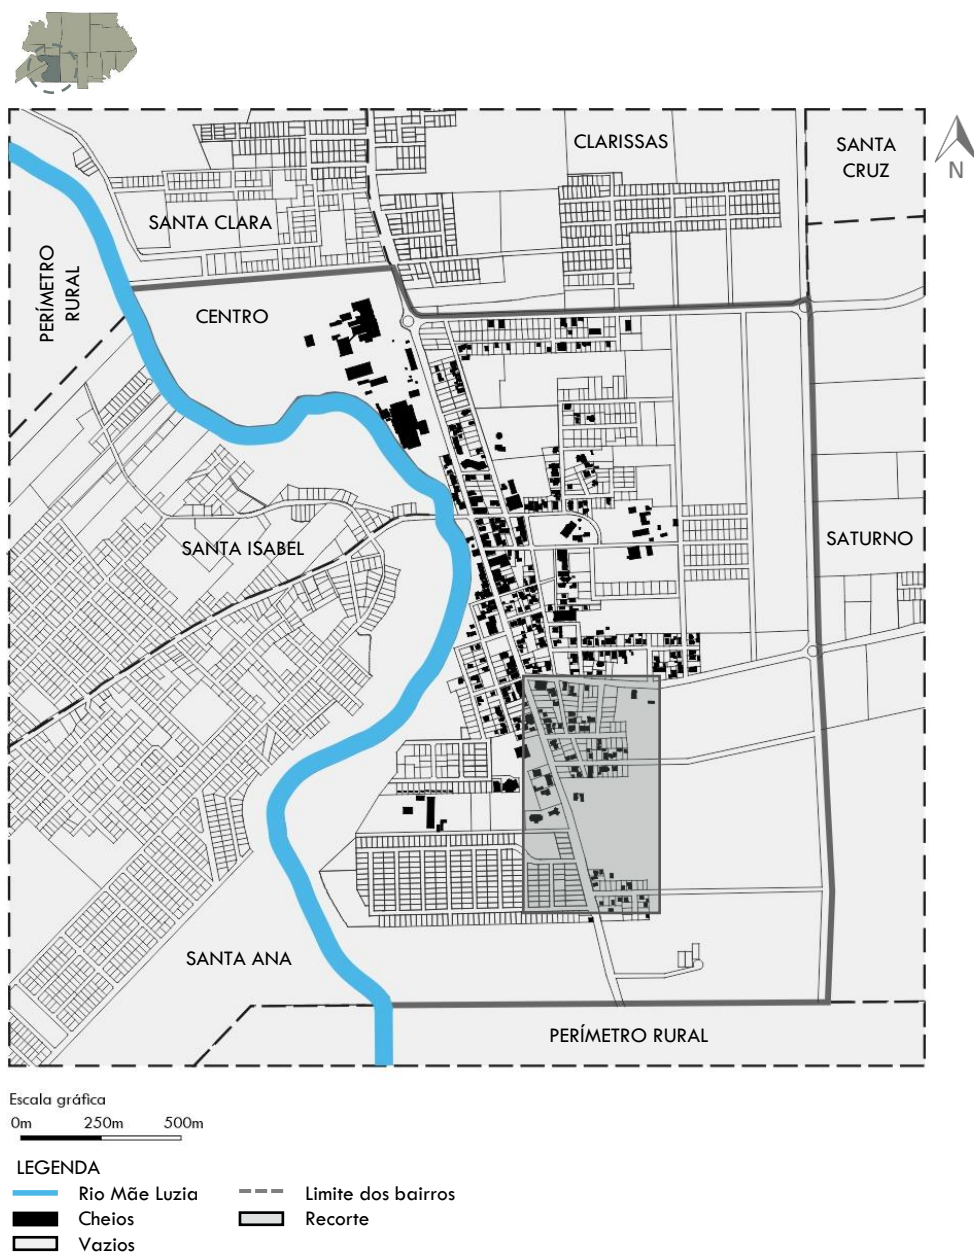 CLARISSAS
SANTA
CRUZ
N
SANTA CLARA
PERÍMETRO
RURAL
CENTRO
SANTA ISABEL
SATURNO
SANTA ANA
PERÍMETRO RURAL
Escala gráfica
0m 250m 500m
LEGENDA
Rio Mãe Luzia
Limite dos bairros
Cheios
Recorte
Vazios